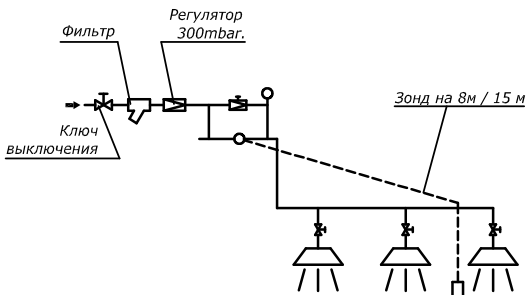 Регулятор
300mbar.
Фильтр
Зонд на 8м / 15 м
Ключ
выключения